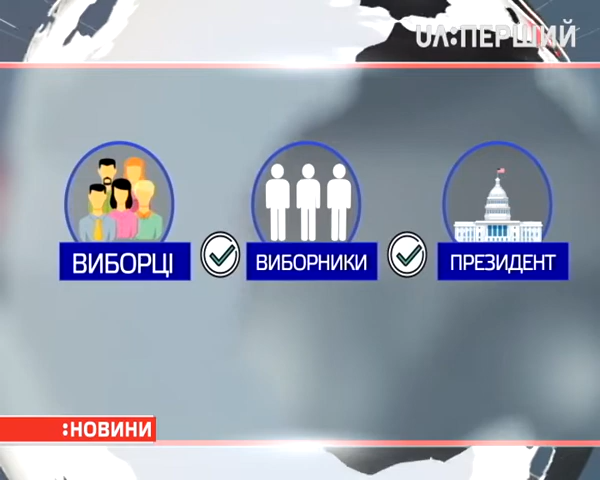 UA:ПЕРШИЙ
ВИБОРЦІ
ВИБОРНИКИ
ПРЕЗИДЕНТ
:НОВИНИ